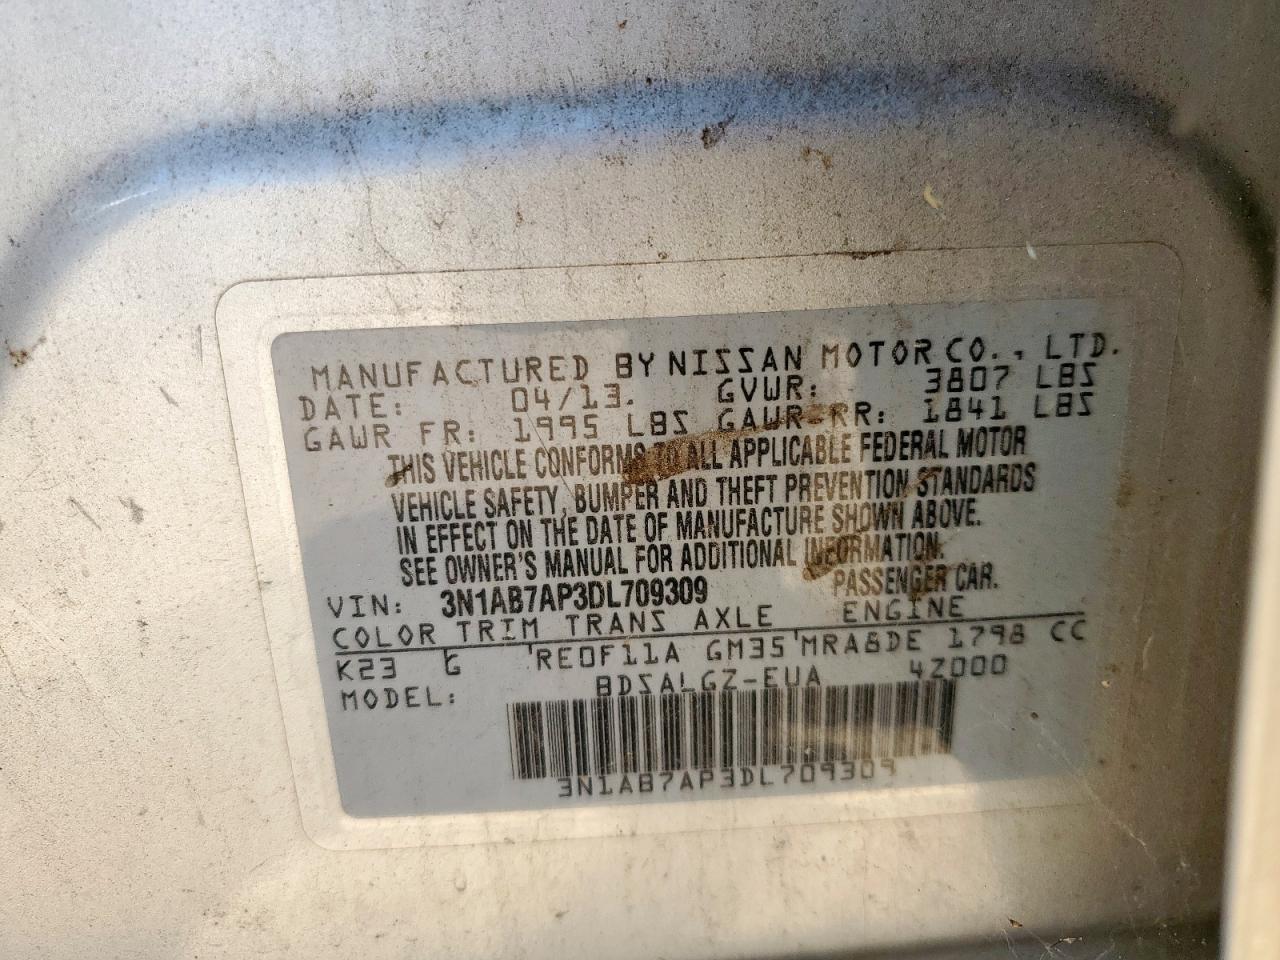 MANUFACTURED BY NISSAN MOTOR CO., LTD.
DATE: 04/13. GVWR: 3807 LBS
GAWR FR: 1995 LBS GAWR RR: 1841 LBS
THIS VEHICLE CONFORMS TO ALL APPLICABLE FEDERAL MOTOR
VEHICLE SAFETY, BUMPER AND THEFT PREVENTION STANDARDS
IN EFFECT ON THE DATE OF MANUFACTURE SHOWN ABOVE.
SEE OWNER'S MANUAL FOR ADDITIONAL INFORMATION.
PASSENGER CAR.
VIN: 3N1AB7AP3DL709309
COLOR TRIM TRANS AXLE ENGINE
K23 G RE0F11A GM35 MRA8DE 1798 CC
MODEL: BDSALGZ-EUA 4Z000
3N1AB7AP3DL709309